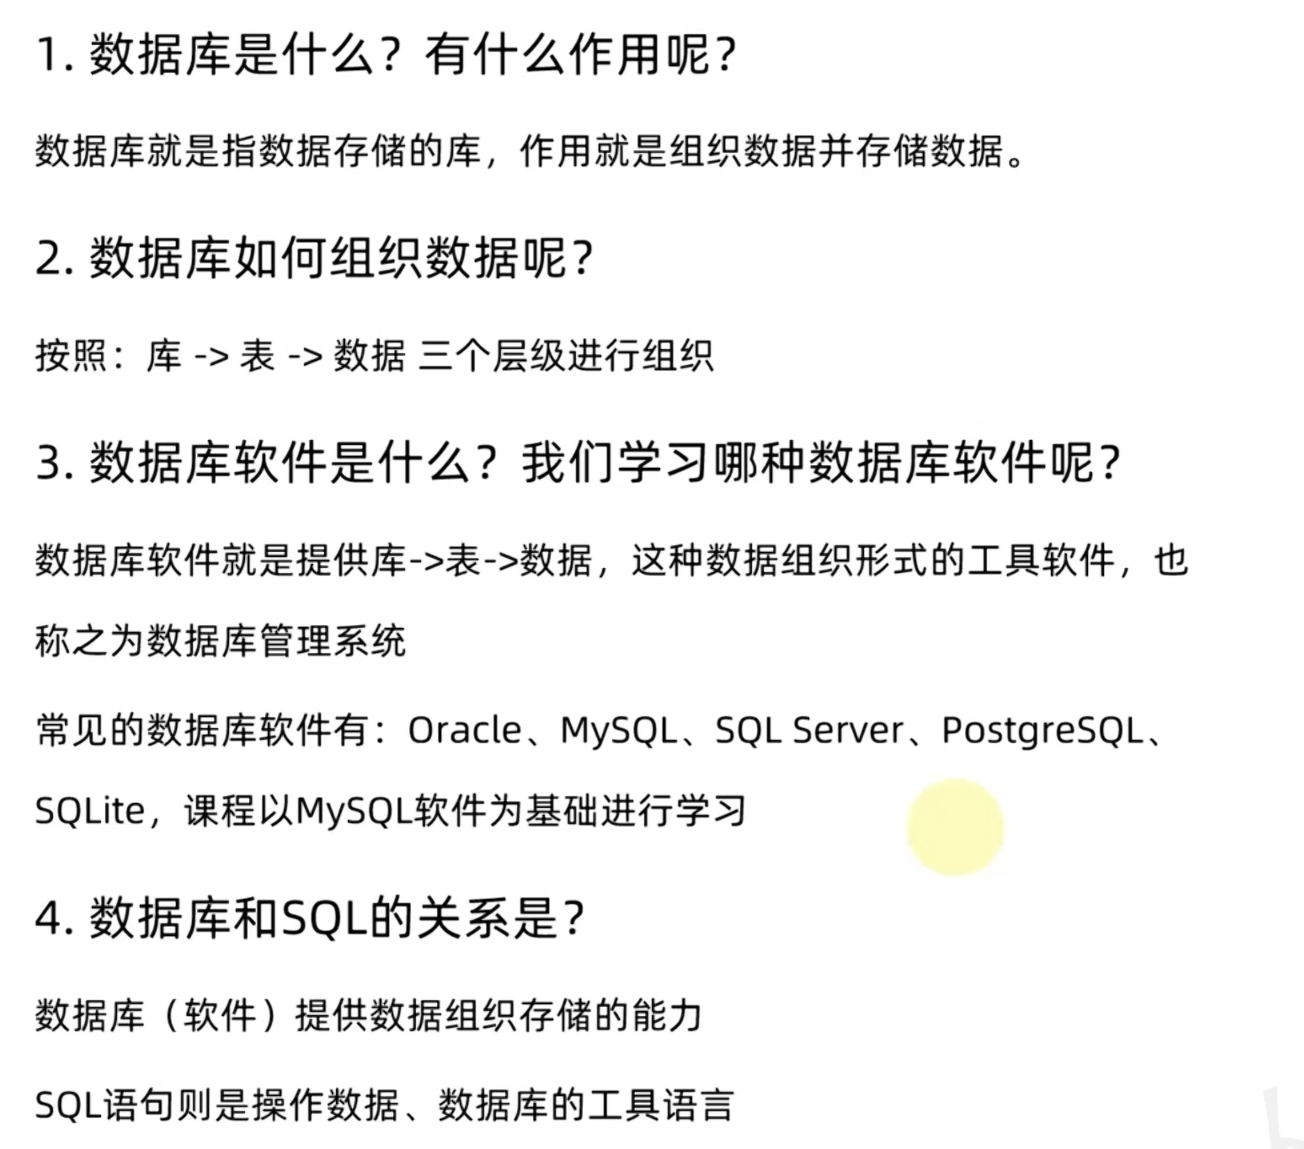 1. 数据库是什么？有什么作用呢？
数据库就是指数据存储的库，作用就是组织数据并存储数据。
2. 数据库如何组织数据呢？
按照：库 -> 表 -> 数据 三个层级进行组织
3. 数据库软件是什么？我们学习哪种数据库软件呢？
数据库软件就是提供库->表->数据，这种数据组织形式的工具软件，也
称之为数据库管理系统
常见的数据库软件有：Oracle、MySQL、SQL Server、PostgreSQL、
SQLite，课程以MySQL软件为基础进行学习
4. 数据库和SQL的关系是？
数据库（软件）提供数据组织存储的能力
SQL语句则是操作数据、数据库的工具语言